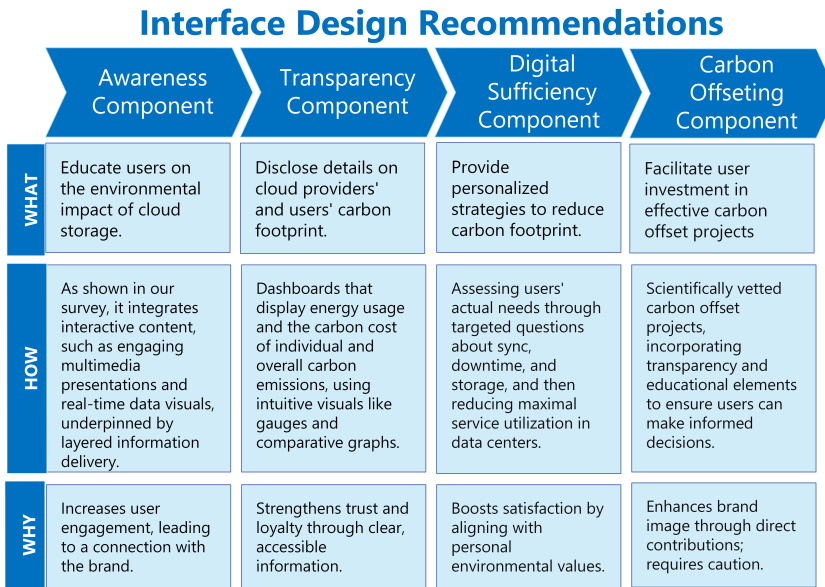 Interface Design Recommendations
Awareness
Component
Transparency
Component
Digital
Sufficiency
Component
Carbon
Offseting
Component
WHAT
Educate users on
the environmental
impact of cloud
storage.
Disclose details on
cloud providers'
and users' carbon
footprint.
Provide
personalized
strategies to reduce
carbon footprint.
Facilitate user
investment in
effective carbon
offset projects
HOW
As shown in our
survey, it integrates
interactive content,
such as engaging
multimedia
presentations and
real-time data visuals,
underpinned by
layered information
delivery.
Dashboards that
display energy usage
and the carbon cost
of individual and
overall carbon
emissions, using
intuitive visuals like
gauges and
comparative graphs.
Assessing users'
actual needs through
targeted questions
about sync,
downtime, and
storage, and then
reducing maximal
service utilization in
data centers.
Scientifically vetted
carbon offset
projects,
incorporating
transparency and
educational elements
to ensure users can
make informed
decisions.
WHY
Increases user
engagement, leading
to a connection with
the brand.
Strengthens trust and
loyalty through clear,
accessible
information.
Boosts satisfaction by
aligning with
personal
environmental values.
Enhances brand
image through direct
contributions;
requires caution.